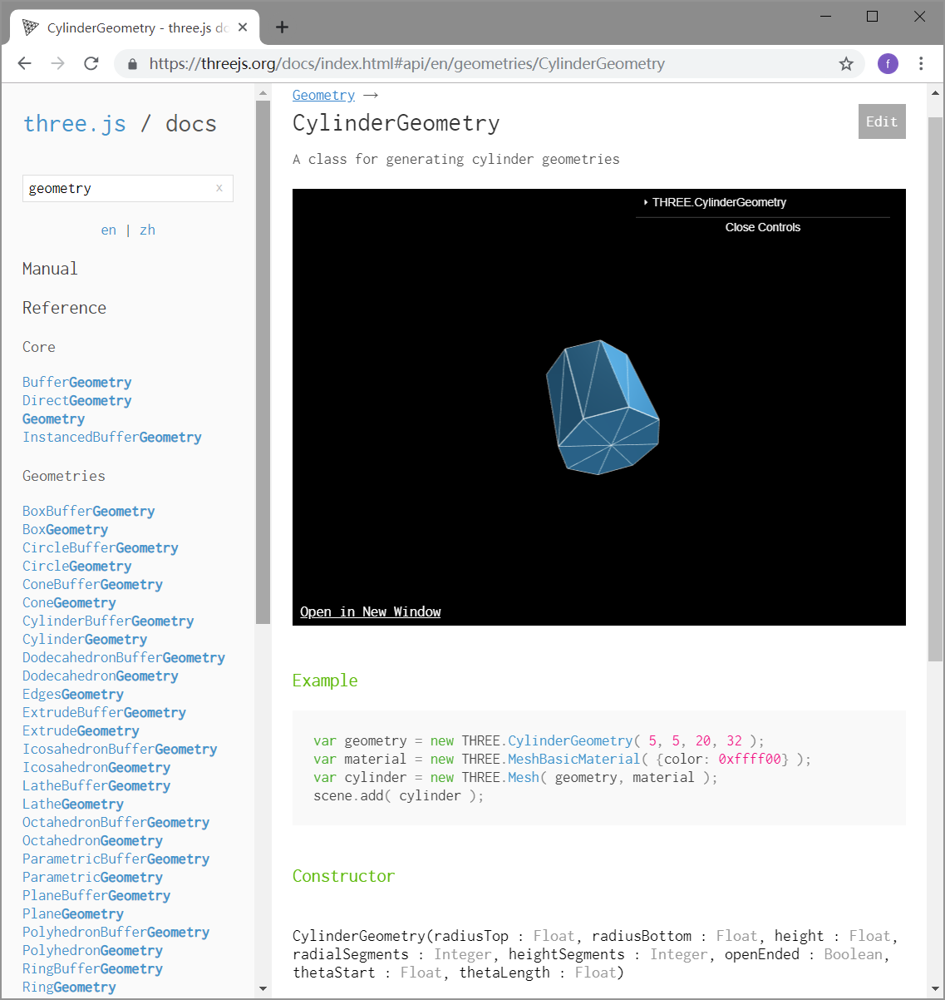 CylinderGeometry - three.js do
https://threejs.org/docs/index.html#api/en/geometries/CylinderGeometry
f
three.js / docs
geometry
x
en | zh
Manual
Reference
Core
BufferGeometry
DirectGeometry
Geometry
InstancedBufferGeometry
Geometries
BoxBufferGeometry
BoxGeometry
CircleBufferGeometry
CircleGeometry
ConeBufferGeometry
ConeGeometry
CylinderBufferGeometry
CylinderGeometry
DodecahedronBufferGeometry
DodecahedronGeometry
EdgesGeometry
ExtrudeBufferGeometry
ExtrudeGeometry
IcosahedronBufferGeometry
IcosahedronGeometry
LatheBufferGeometry
LatheGeometry
OctahedronBufferGeometry
OctahedronGeometry
ParametricBufferGeometry
ParametricGeometry
PlaneBufferGeometry
PlaneGeometry
PolyhedronBufferGeometry
PolyhedronGeometry
RingBufferGeometry
RingGeometry
Geometry →
CylinderGeometry
Edit
A class for generating cylinder geometries
THREE.CylinderGeometry
Close Controls
Open in New Window
Example
var geometry = new THREE.CylinderGeometry( 5, 5, 20, 32 );
var material = new THREE.MeshBasicMaterial( {color: 0xffff00} );
var cylinder = new THREE.Mesh( geometry, material );
scene.add( cylinder );
Constructor
CylinderGeometry(radiusTop : Float, radiusBottom : Float, height : Float,
radialSegments : Integer, heightSegments : Integer, openEnded : Boolean,
thetaStart : Float, thetaLength : Float)